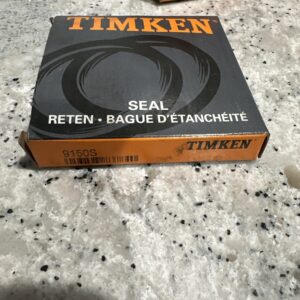 TIMKEN
SEAL
RETEN • BAGUE D'ÉTANCHÉITÉ
9150S
TIMKEN